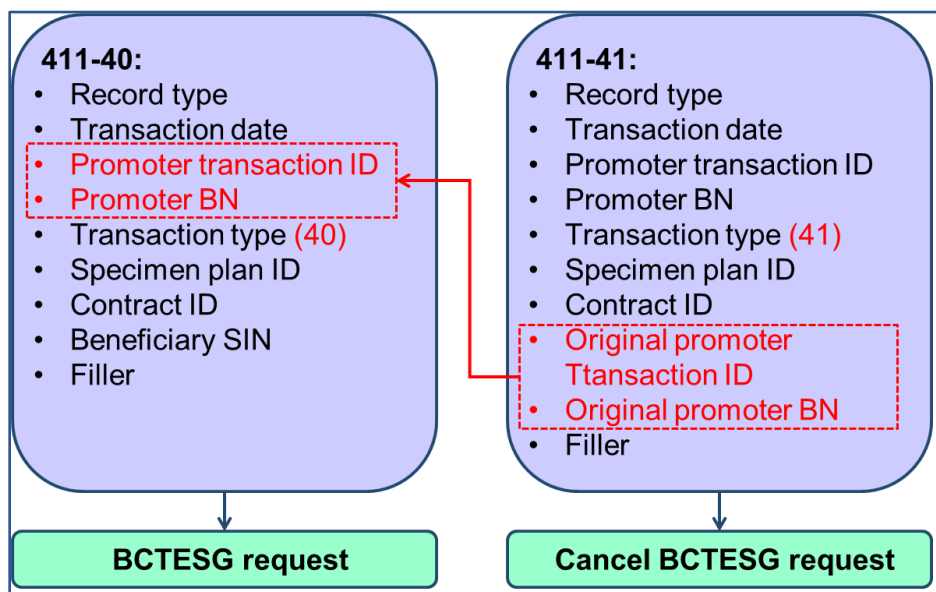 411-40:
• Record type
• Transaction date
• Promoter transaction ID
• Promoter BN
• Transaction type (40)
• Specimen plan ID
• Contract ID
• Beneficiary SIN
• Filler
BCTESG request
411-41:
• Record type
• Transaction date
• Promoter transaction ID
• Promoter BN
• Transaction type (41)
• Specimen plan ID
• Contract ID
• Original promoter
Ttansaction ID
• Original promoter BN
• Filler
Cancel BCTESG request